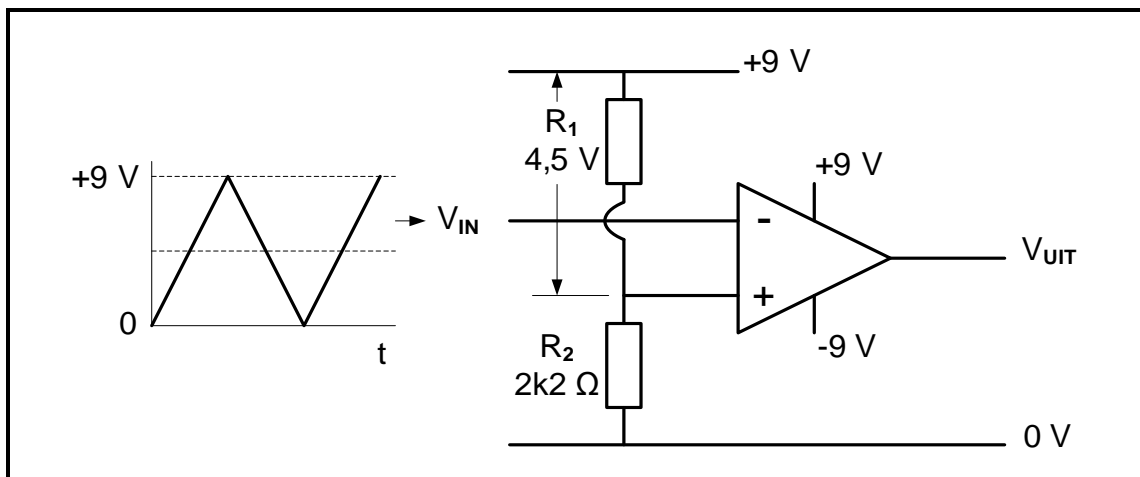 +9 V
R1
4,5 V
+9 V
+9 V
VIN
-
VUIT
+
0
-9 V
t
R2
2k2 Ω
0 V